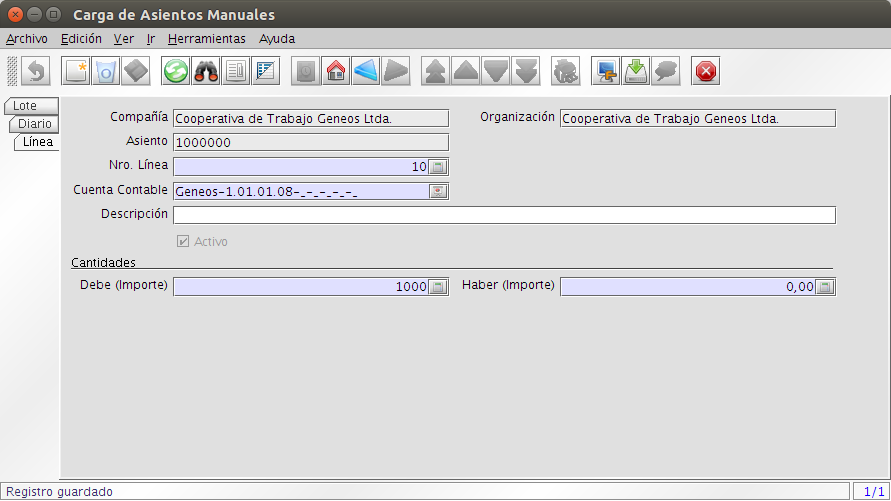 Carga de Asientos Manuales
Archivo Edición Ver Ir Herramientas Ayuda
Lote
Diario
Línea
Compañía Cooperativa de Trabajo Geneos Ltda. Organización Cooperativa de Trabajo Geneos Ltda.
Asiento 1000000
Nro. Línea 10
Cuenta Contable Geneos-1.01.01.08-_-_-_-_-_
Descripción
Activo
Cantidades
Debe (Importe) 1000 Haber (Importe) 0,00
Registro guardado 1/1